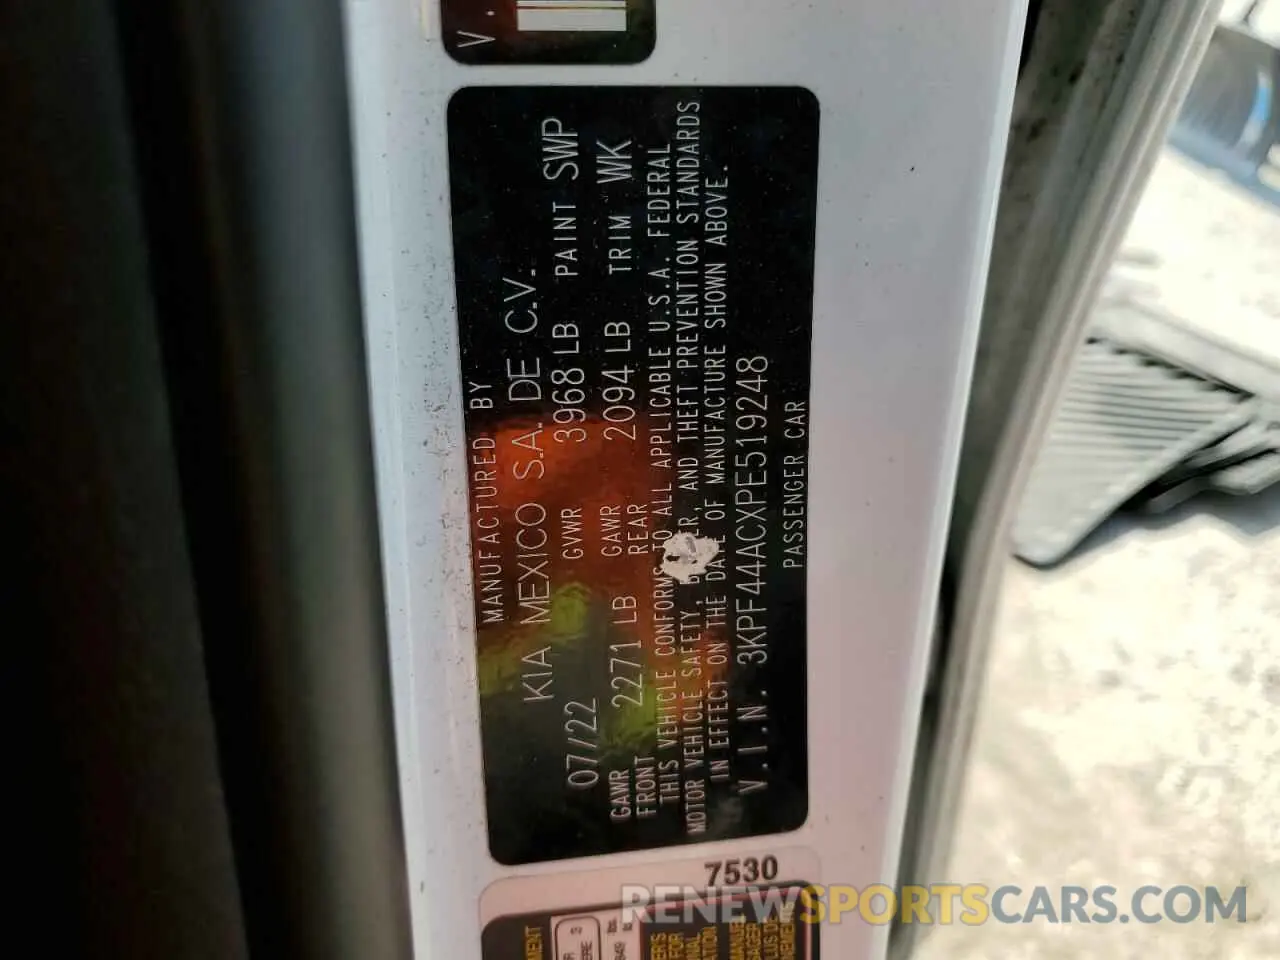 V.
MANUFACTURED BY
KIA MEXICO S.A. DE C.V.
07/22 GVWR 3968 LB PAINT SWP
GAWR FRONT 2271 LB GAWR REAR 2094 LB TRIM WK
THIS VEHICLE CONFORMS TO ALL APPLICABLE U.S.A. FEDERAL
MOTOR VEHICLE SAFETY, AND THEFT PREVENTION STANDARDS
IN EFFECT ON THE DATE OF MANUFACTURE SHOWN ABOVE.
V.I.N. 3KPF44ACXPE519248
PASSENGER CAR
7530
RENEWSPORTSCARS.COM